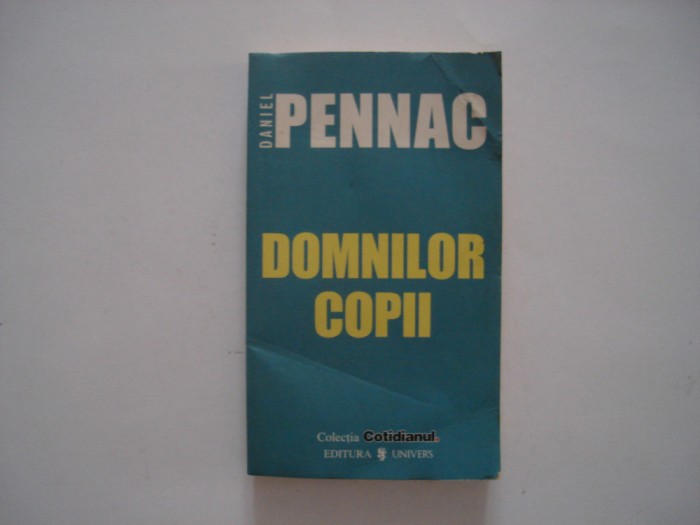 DANIEL
PENNAC
DOMNILOR
COPII
Colecția Cotidianul.
EDITURA UNIVERS